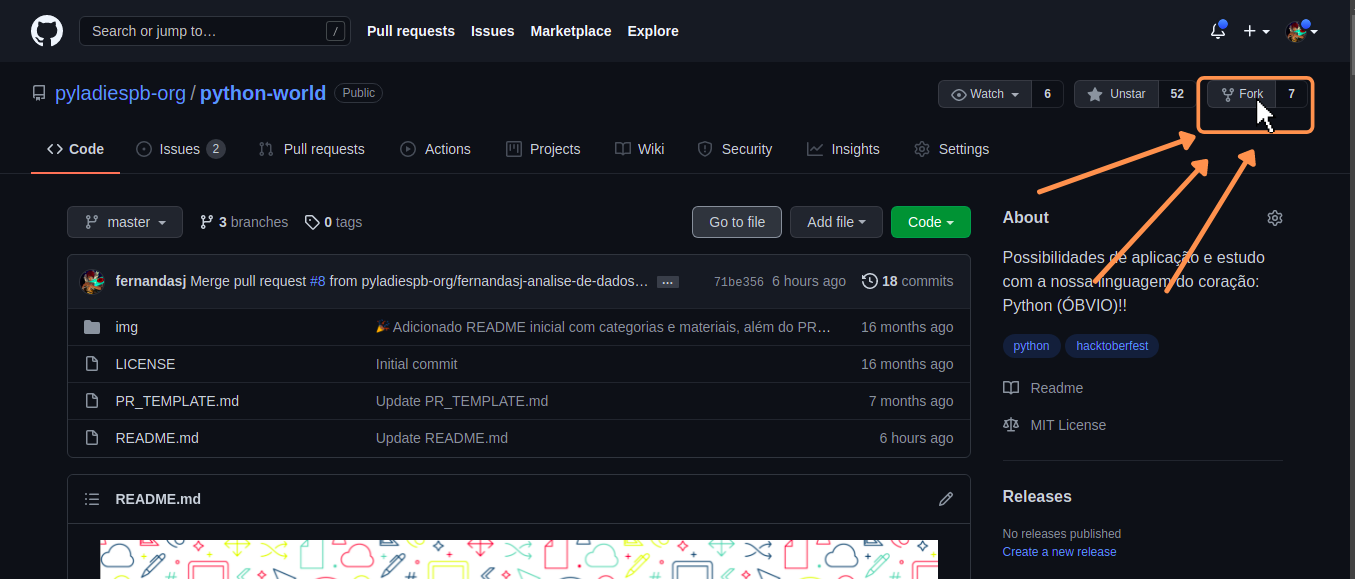 Search or jump to… / Pull requests Issues Marketplace Explore
pyladiespb-org / python-world Public Watch 6 Unstar 52 Fork 7
Code Issues 2 Pull requests Actions Projects Wiki Security Insights Settings
master 3 branches 0 tags Go to file Add file Code
fernandasj Merge pull request #8 from pyladiespb-org/fernandasj-analise-de-dados… ... 71be356 6 hours ago 18 commits
img Adicionado README inicial com categorias e materiais, além do PR… 16 months ago
LICENSE Initial commit 16 months ago
PR_TEMPLATE.md Update PR_TEMPLATE.md 7 months ago
README.md Update README.md 6 hours ago
README.md
About
Possibilidades de aplicação e estudo
com a nossa linguagem do coração:
Python (ÓBVIO)!!
python hacktoberfest
Readme
MIT License
Releases
No releases published
Create a new release